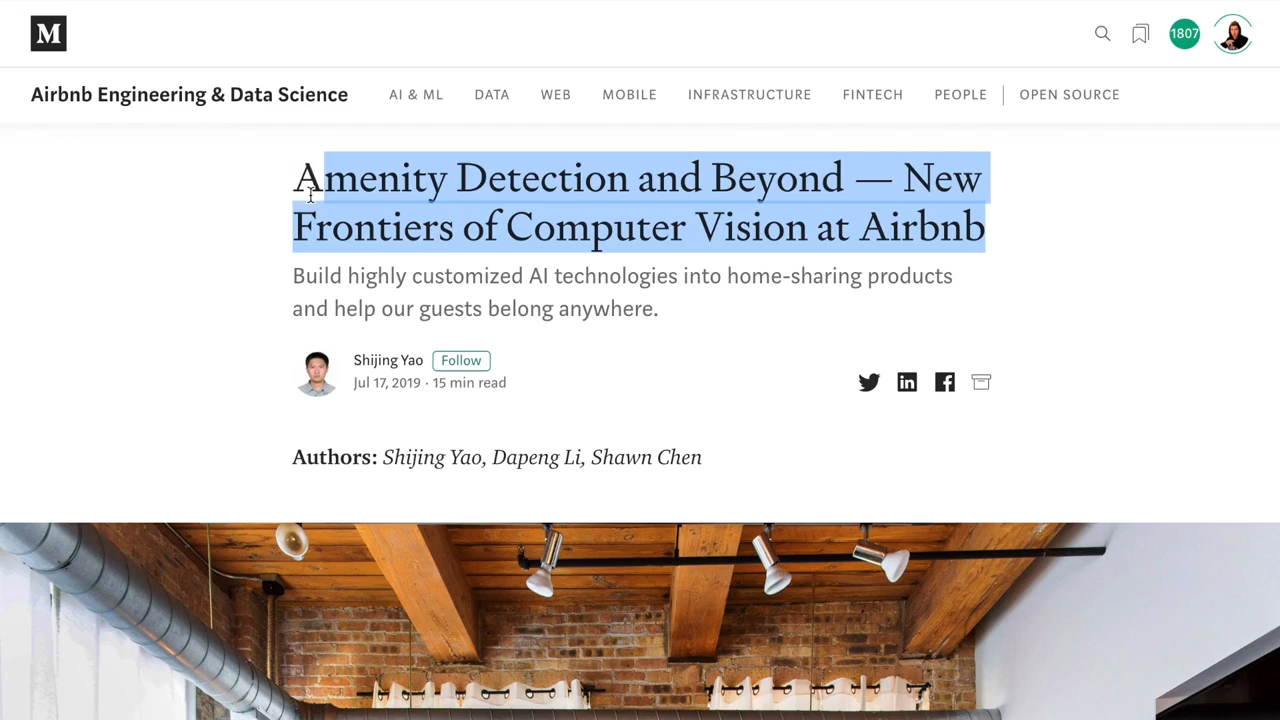 M
1807
Airbnb Engineering & Data Science AI & ML DATA WEB MOBILE INFRASTRUCTURE FINTECH PEOPLE OPEN SOURCE
Amenity Detection and Beyond — New
Frontiers of Computer Vision at Airbnb
Build highly customized AI technologies into home-sharing products
and help our guests belong anywhere.
Shijing Yao Follow
Jul 17, 2019 · 15 min read
Authors: Shijing Yao, Dapeng Li, Shawn Chen